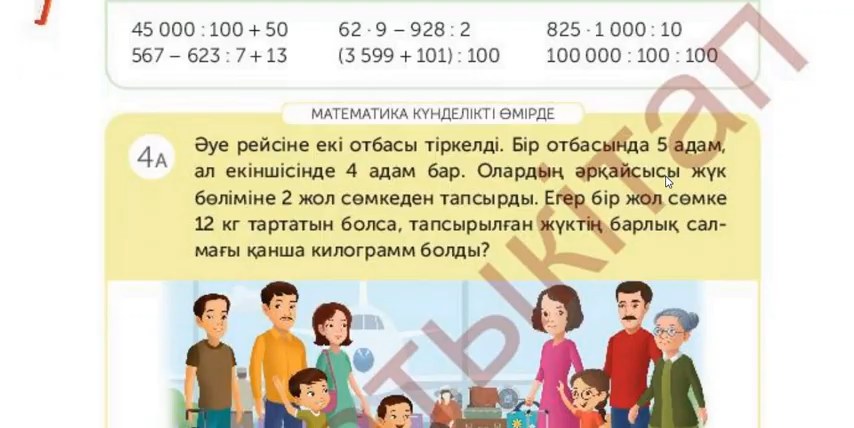 45 000 : 100 + 50   62 · 9 − 928 : 2   825 · 1 000 : 10
567 − 623 : 7 + 13   (3 599 + 101) : 100   100 000 : 100 : 100
МАТЕМАТИКА КҮНДЕЛІКТІ ӨМІРДЕ
4А
Әуе рейсіне екі отбасы тіркелді. Бір отбасында 5 адам,
ал екіншісінде 4 адам бар. Олардың әрқайсысы жүк
бөліміне 2 жол сөмкеден тапсырды. Егер бір жол сөмке
12 кг тартатын болса, тапсырылған жүктің барлық сал-
мағы қанша килограмм болды?